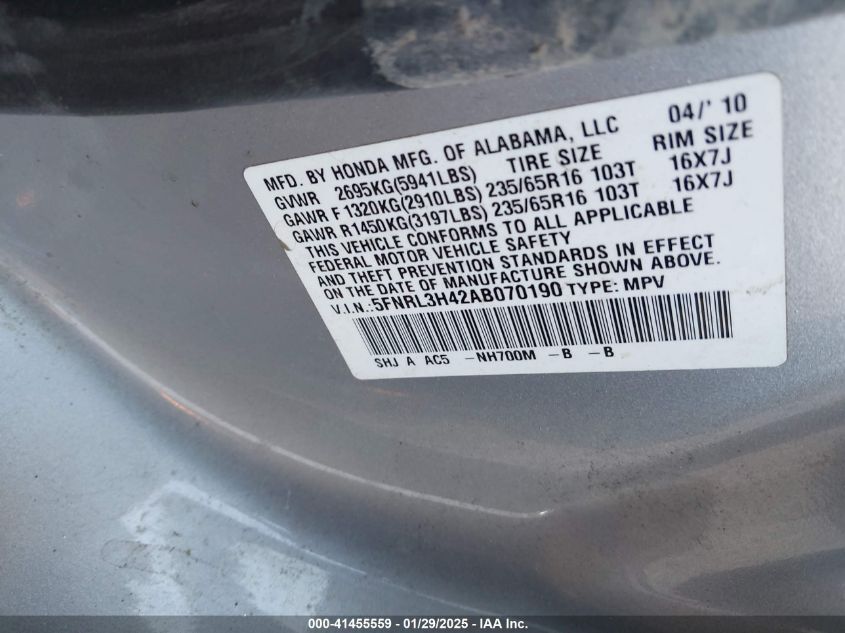 MFD. BY HONDA MFG. OF ALABAMA, LLC 04/' 10
GVWR 2695KG(5941LBS) TIRE SIZE RIM SIZE
GAWR F 1320KG(2910LBS) 235/65R16 103T 16X7J
GAWR R1450KG(3197LBS) 235/65R16 103T 16X7J
THIS VEHICLE CONFORMS TO ALL APPLICABLE
FEDERAL MOTOR VEHICLE SAFETY
AND THEFT PREVENTION STANDARDS IN EFFECT
ON THE DATE OF MANUFACTURE SHOWN ABOVE.
V.I.N.:5FNRL3H42AB070190 TYPE: MPV
SHJ A AC5 -NH700M -B -B
000-41455559 - 01/29/2025 - IAA Inc.